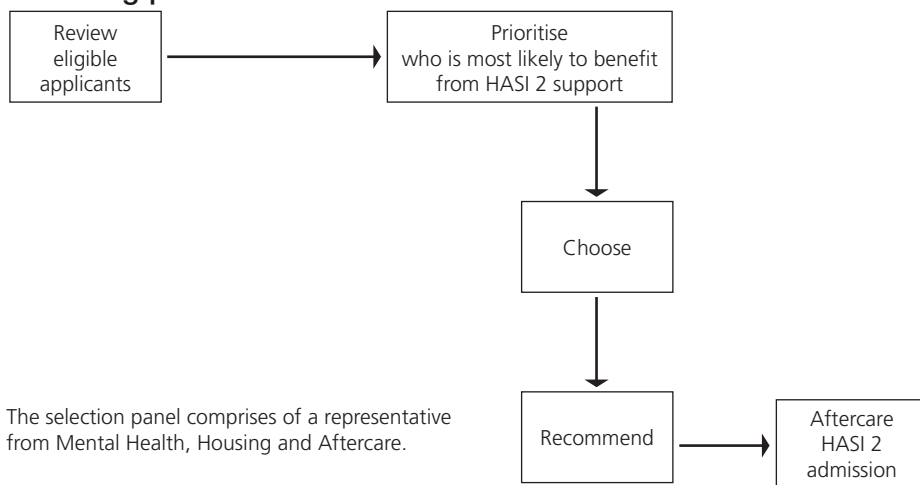 Review
eligible
applicants
Prioritise
who is most likely to benefit
from HASI 2 support
Choose
The selection panel comprises of a representative
from Mental Health, Housing and Aftercare.
Recommend
Aftercare
HASI 2
admission